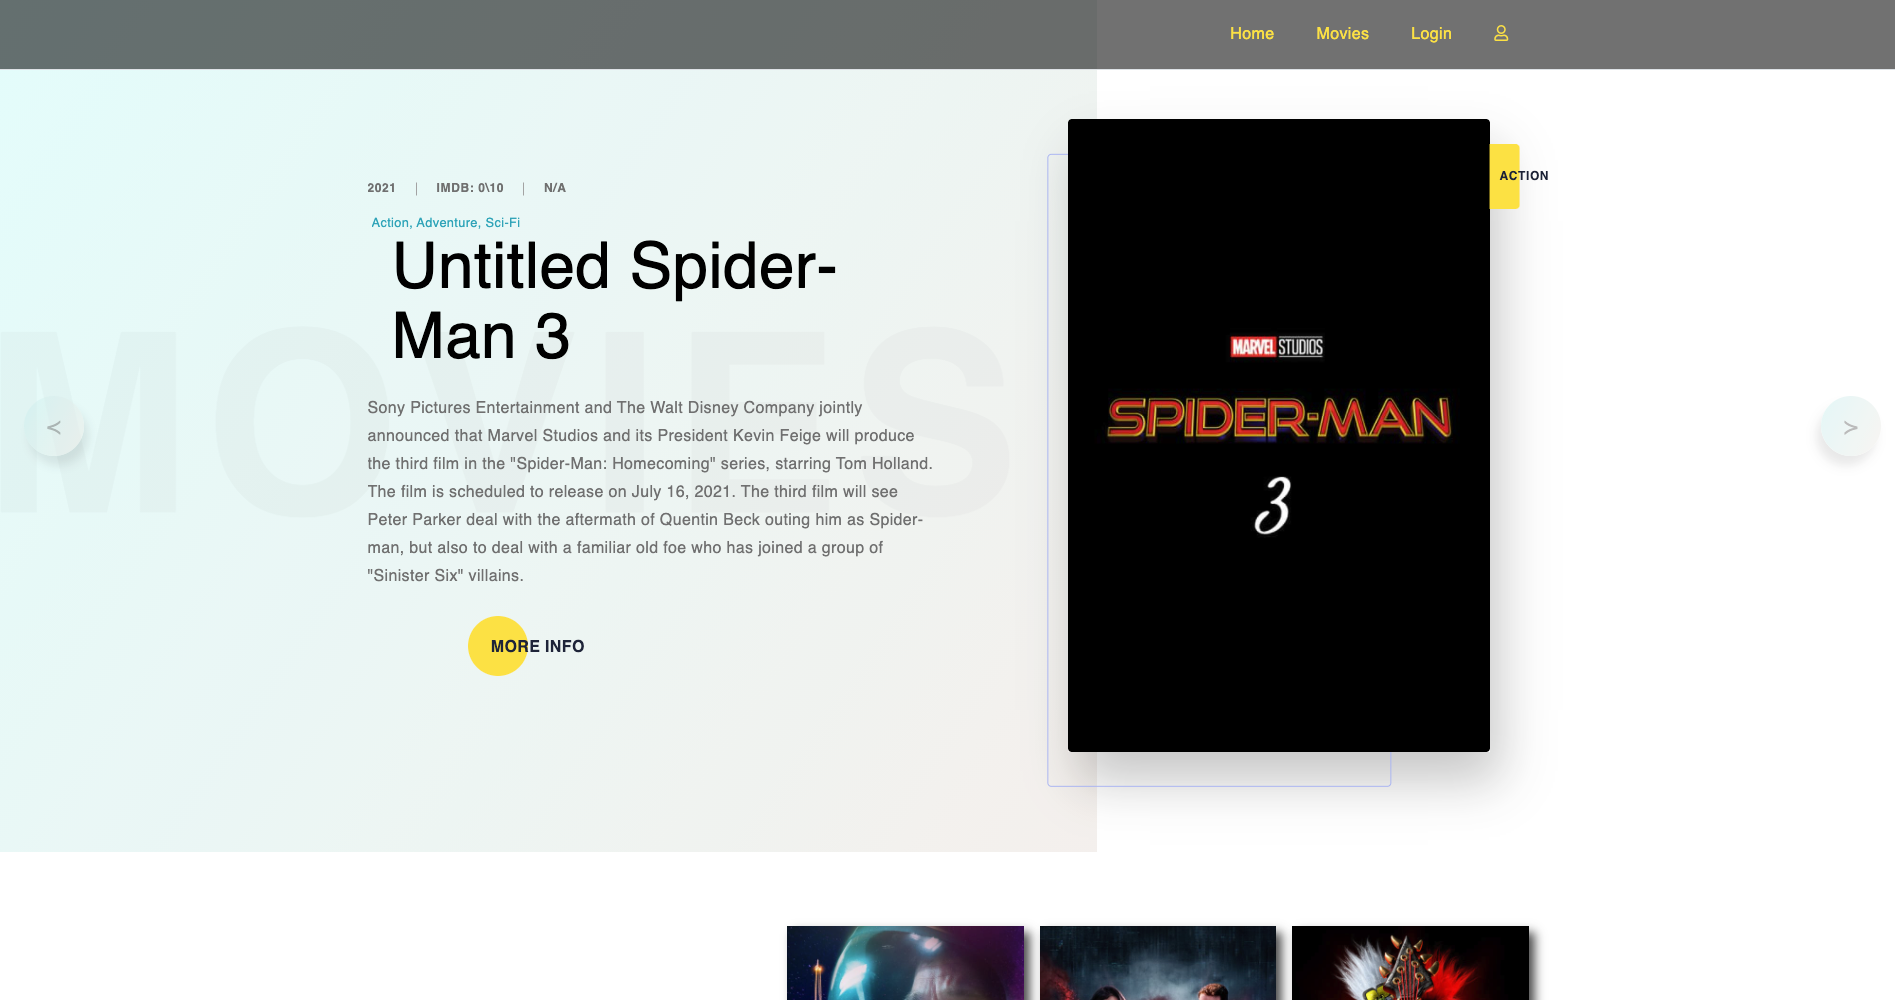 Home Movies Login
2021 | IMDB: 0\10 | N/A
Action, Adventure, Sci-Fi
Untitled Spider-
Man 3
MOVIES
Sony Pictures Entertainment and The Walt Disney Company jointly
announced that Marvel Studios and its President Kevin Feige will produce
the third film in the "Spider-Man: Homecoming" series, starring Tom Holland.
The film is scheduled to release on July 16, 2021. The third film will see
Peter Parker deal with the aftermath of Quentin Beck outing him as Spider-
man, but also to deal with a familiar old foe who has joined a group of
"Sinister Six" villains.
MORE INFO
<
>
ACTION
MARVEL STUDIOS
SPIDER-MAN
3